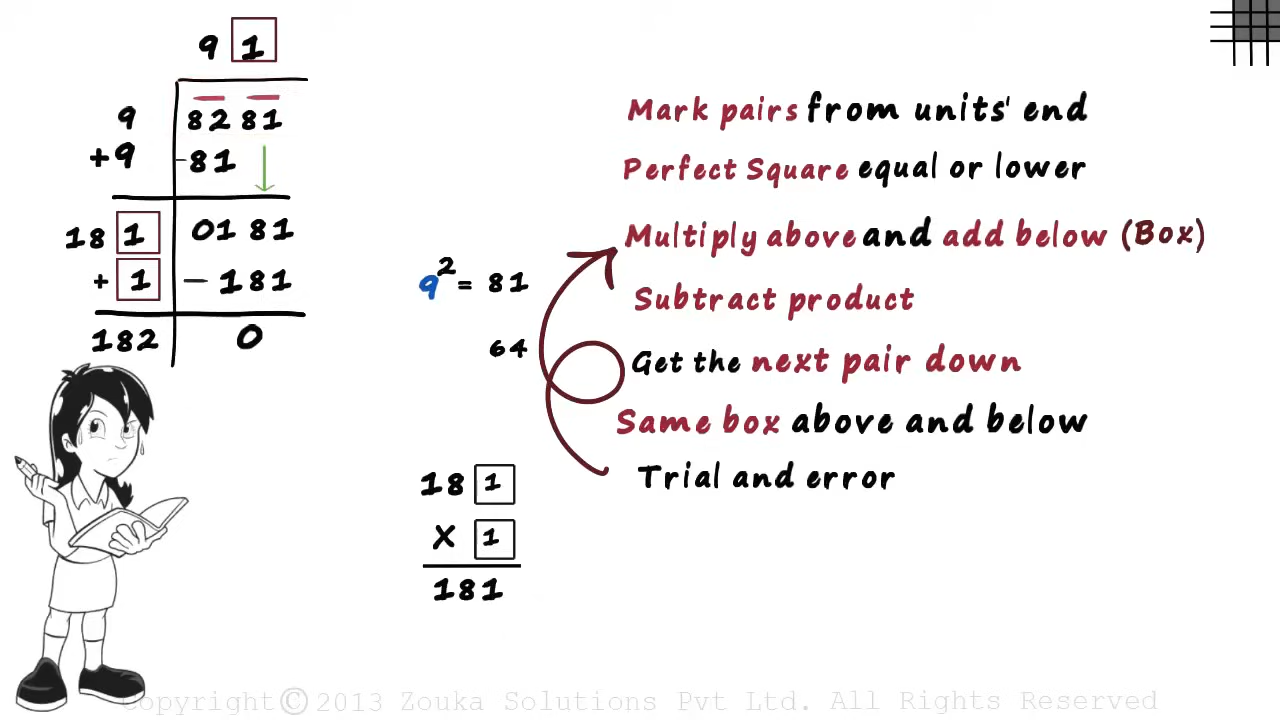 9 1
9 82 81
+9 -81
18 1 0181
+ 1 - 181
182 0
9² = 81
64
18 1
X 1
181
Mark pairs from units' end
Perfect Square equal or lower
Multiply above and add below (Box)
Subtract product
Get the next pair down
Same box above and below
Trial and error
Copyright © 2013 Zouka Solutions Pvt Ltd. All Rights Reserved